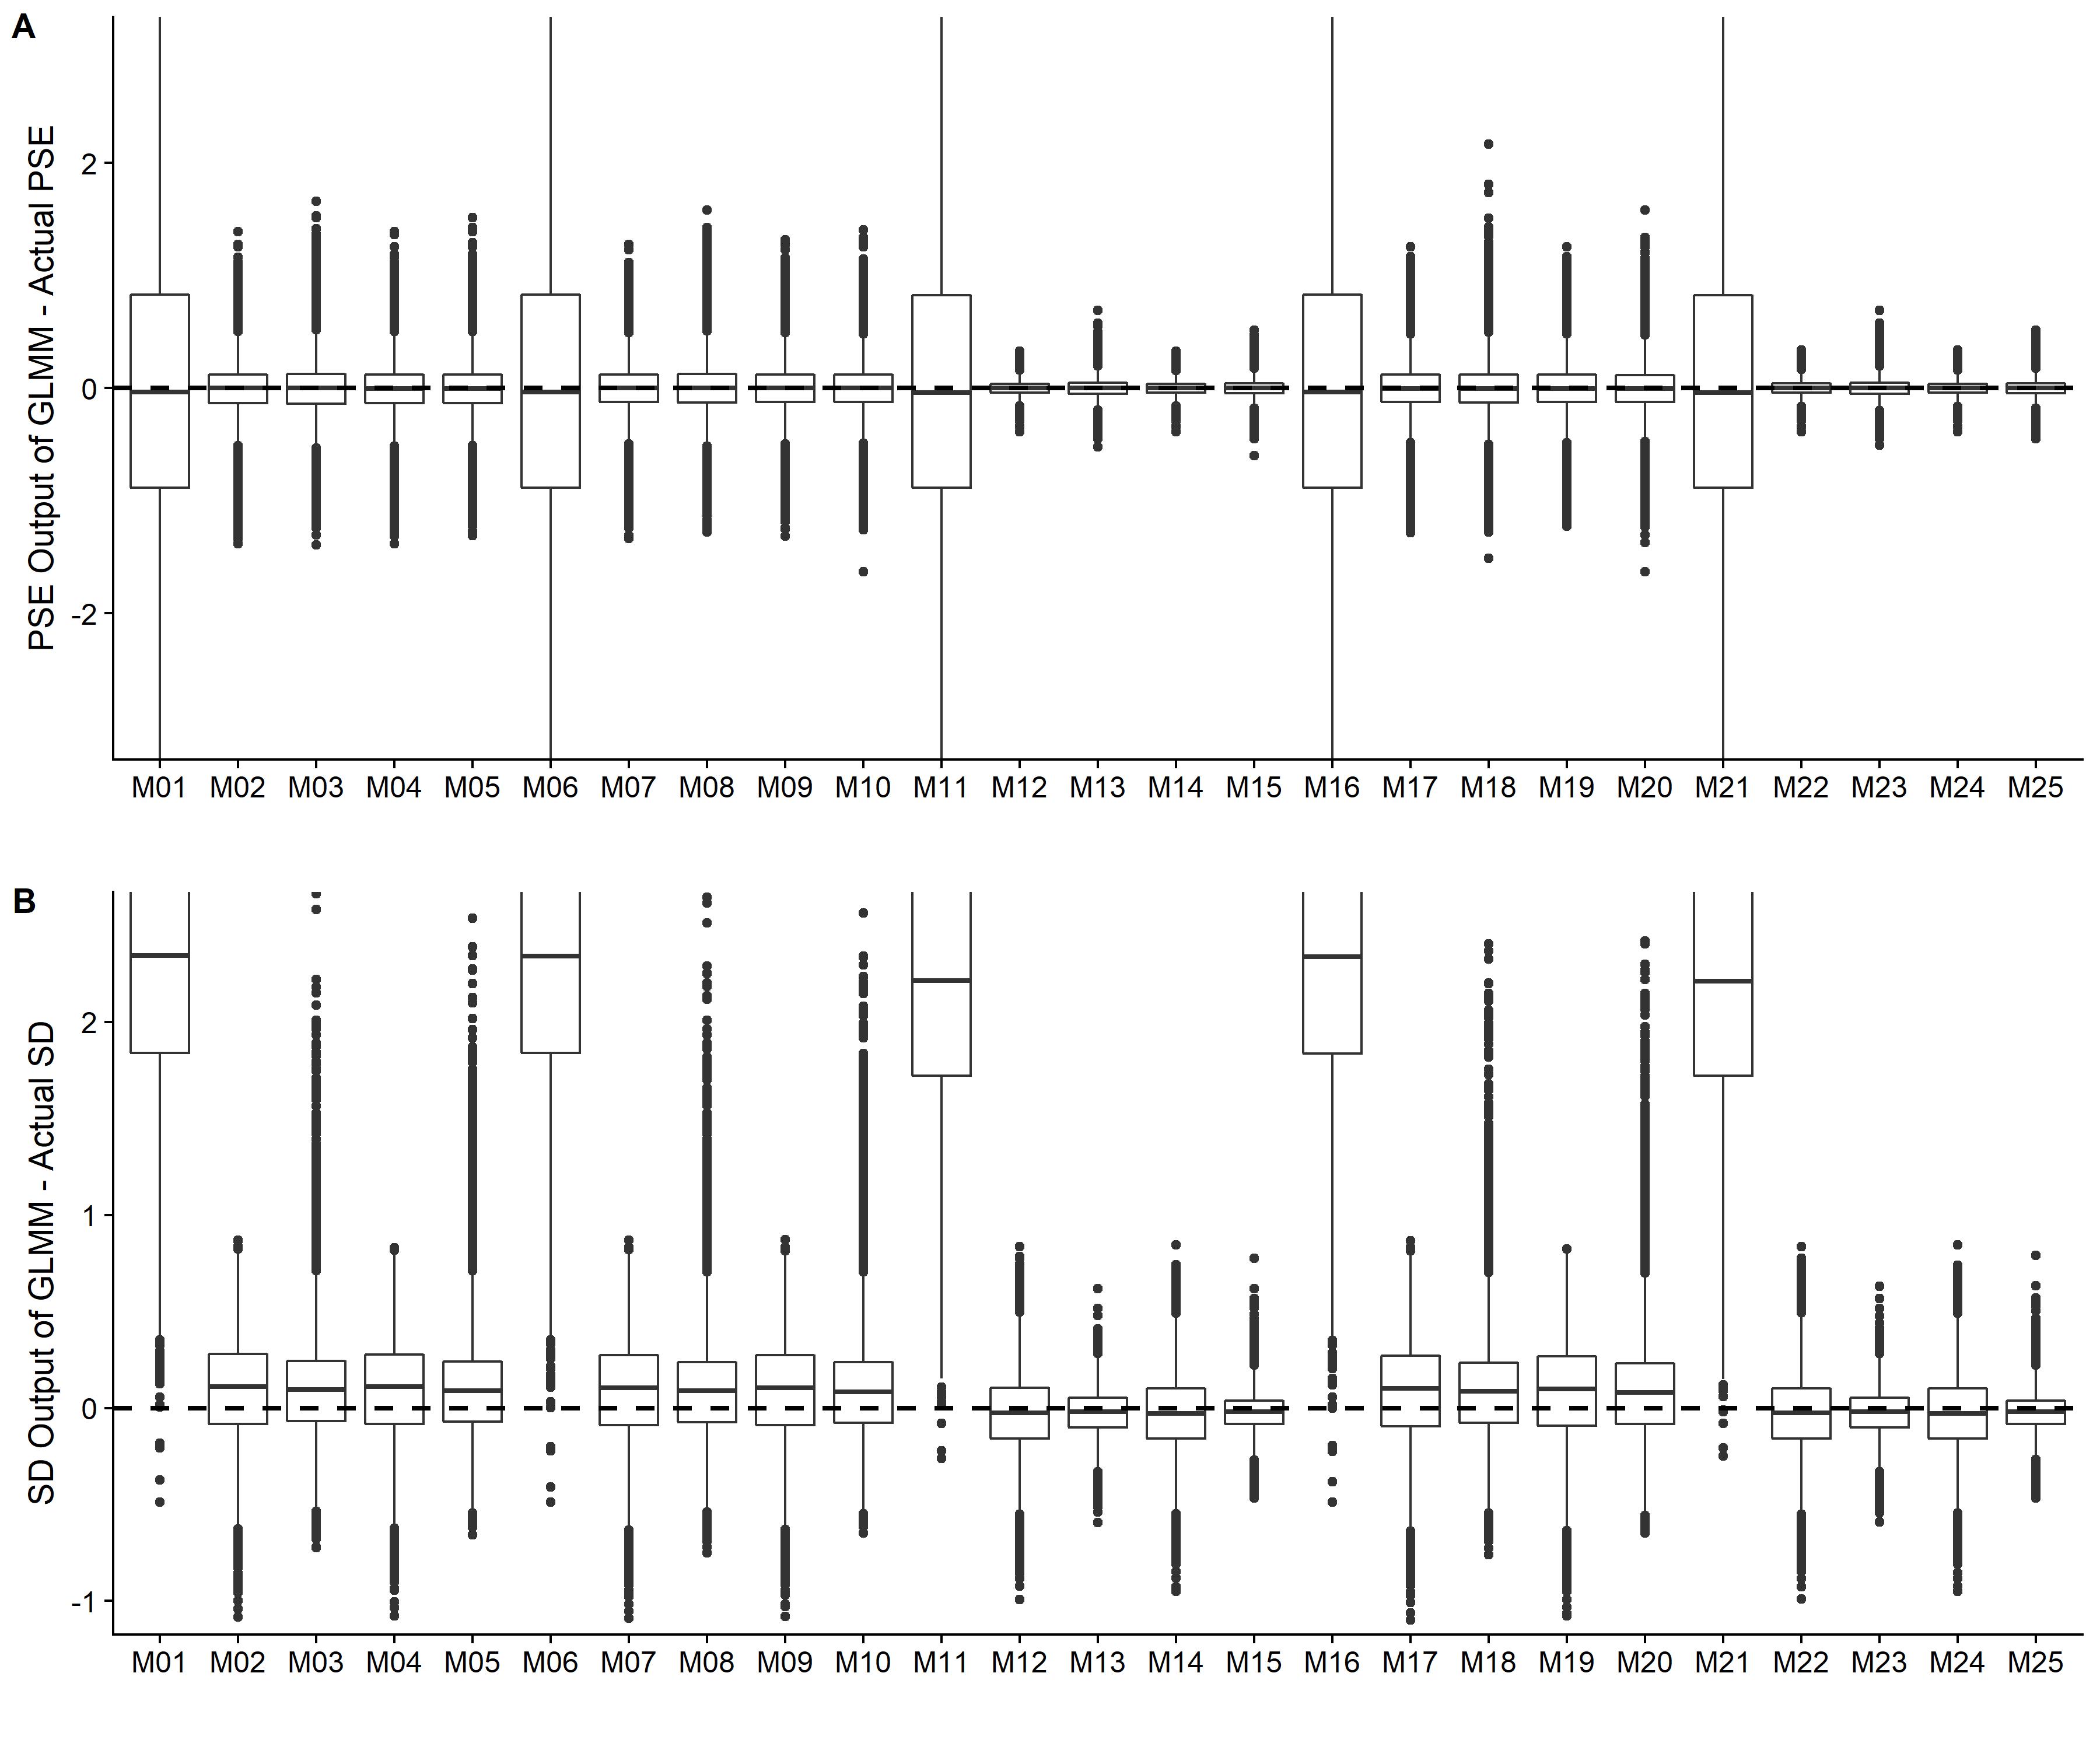 A
PSE Output of GLMM - Actual PSE
2
0
-2
M01 M02 M03 M04 M05 M06 M07 M08 M09 M10 M11 M12 M13 M14 M15 M16 M17 M18 M19 M20 M21 M22 M23 M24 M25
B
SD Output of GLMM - Actual SD
2
1
0
-1
M01 M02 M03 M04 M05 M06 M07 M08 M09 M10 M11 M12 M13 M14 M15 M16 M17 M18 M19 M20 M21 M22 M23 M24 M25